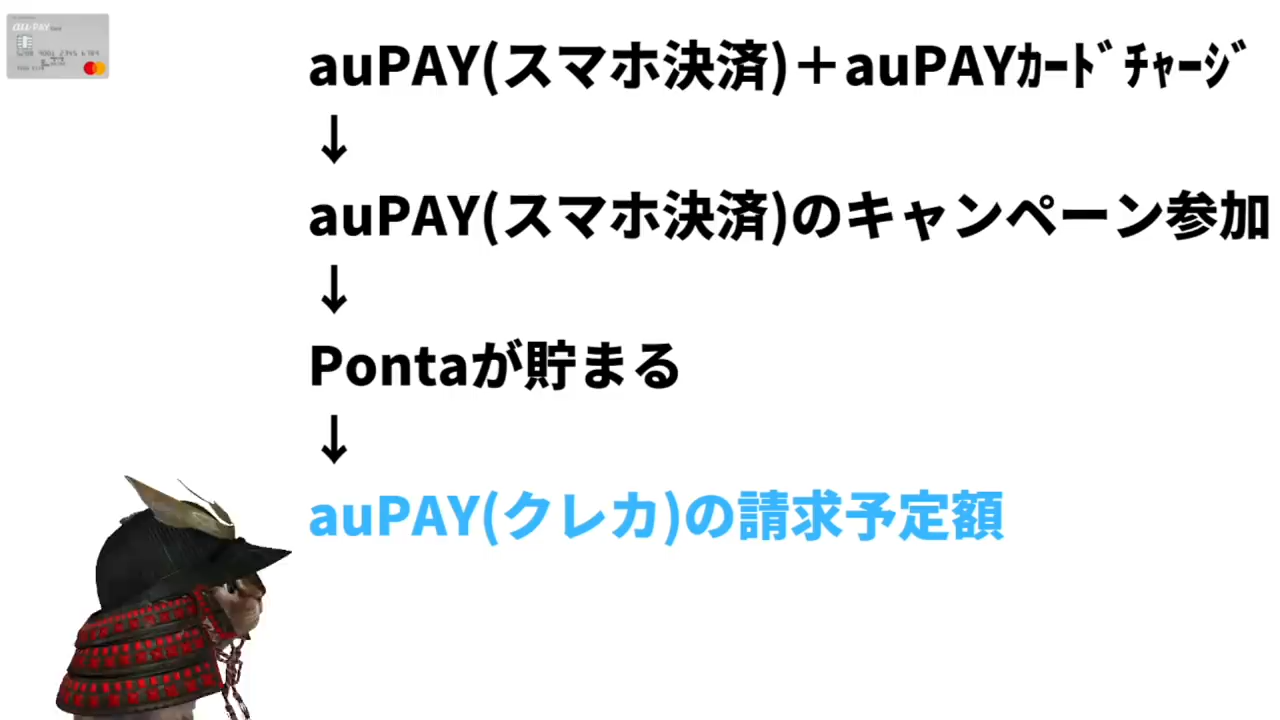 au PAY
auPAY(スマホ決済)＋auPAYｶｰﾄﾞﾁｬｰｼﾞ
↓
auPAY(スマホ決済)のキャンペーン参加
↓
Pontaが貯まる
↓
auPAY(クレカ)の請求予定額